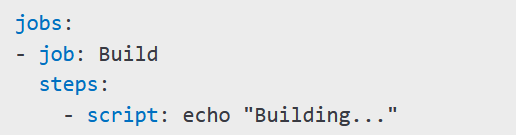 jobs:
- job: Build
  steps:
    - script: echo "Building..."